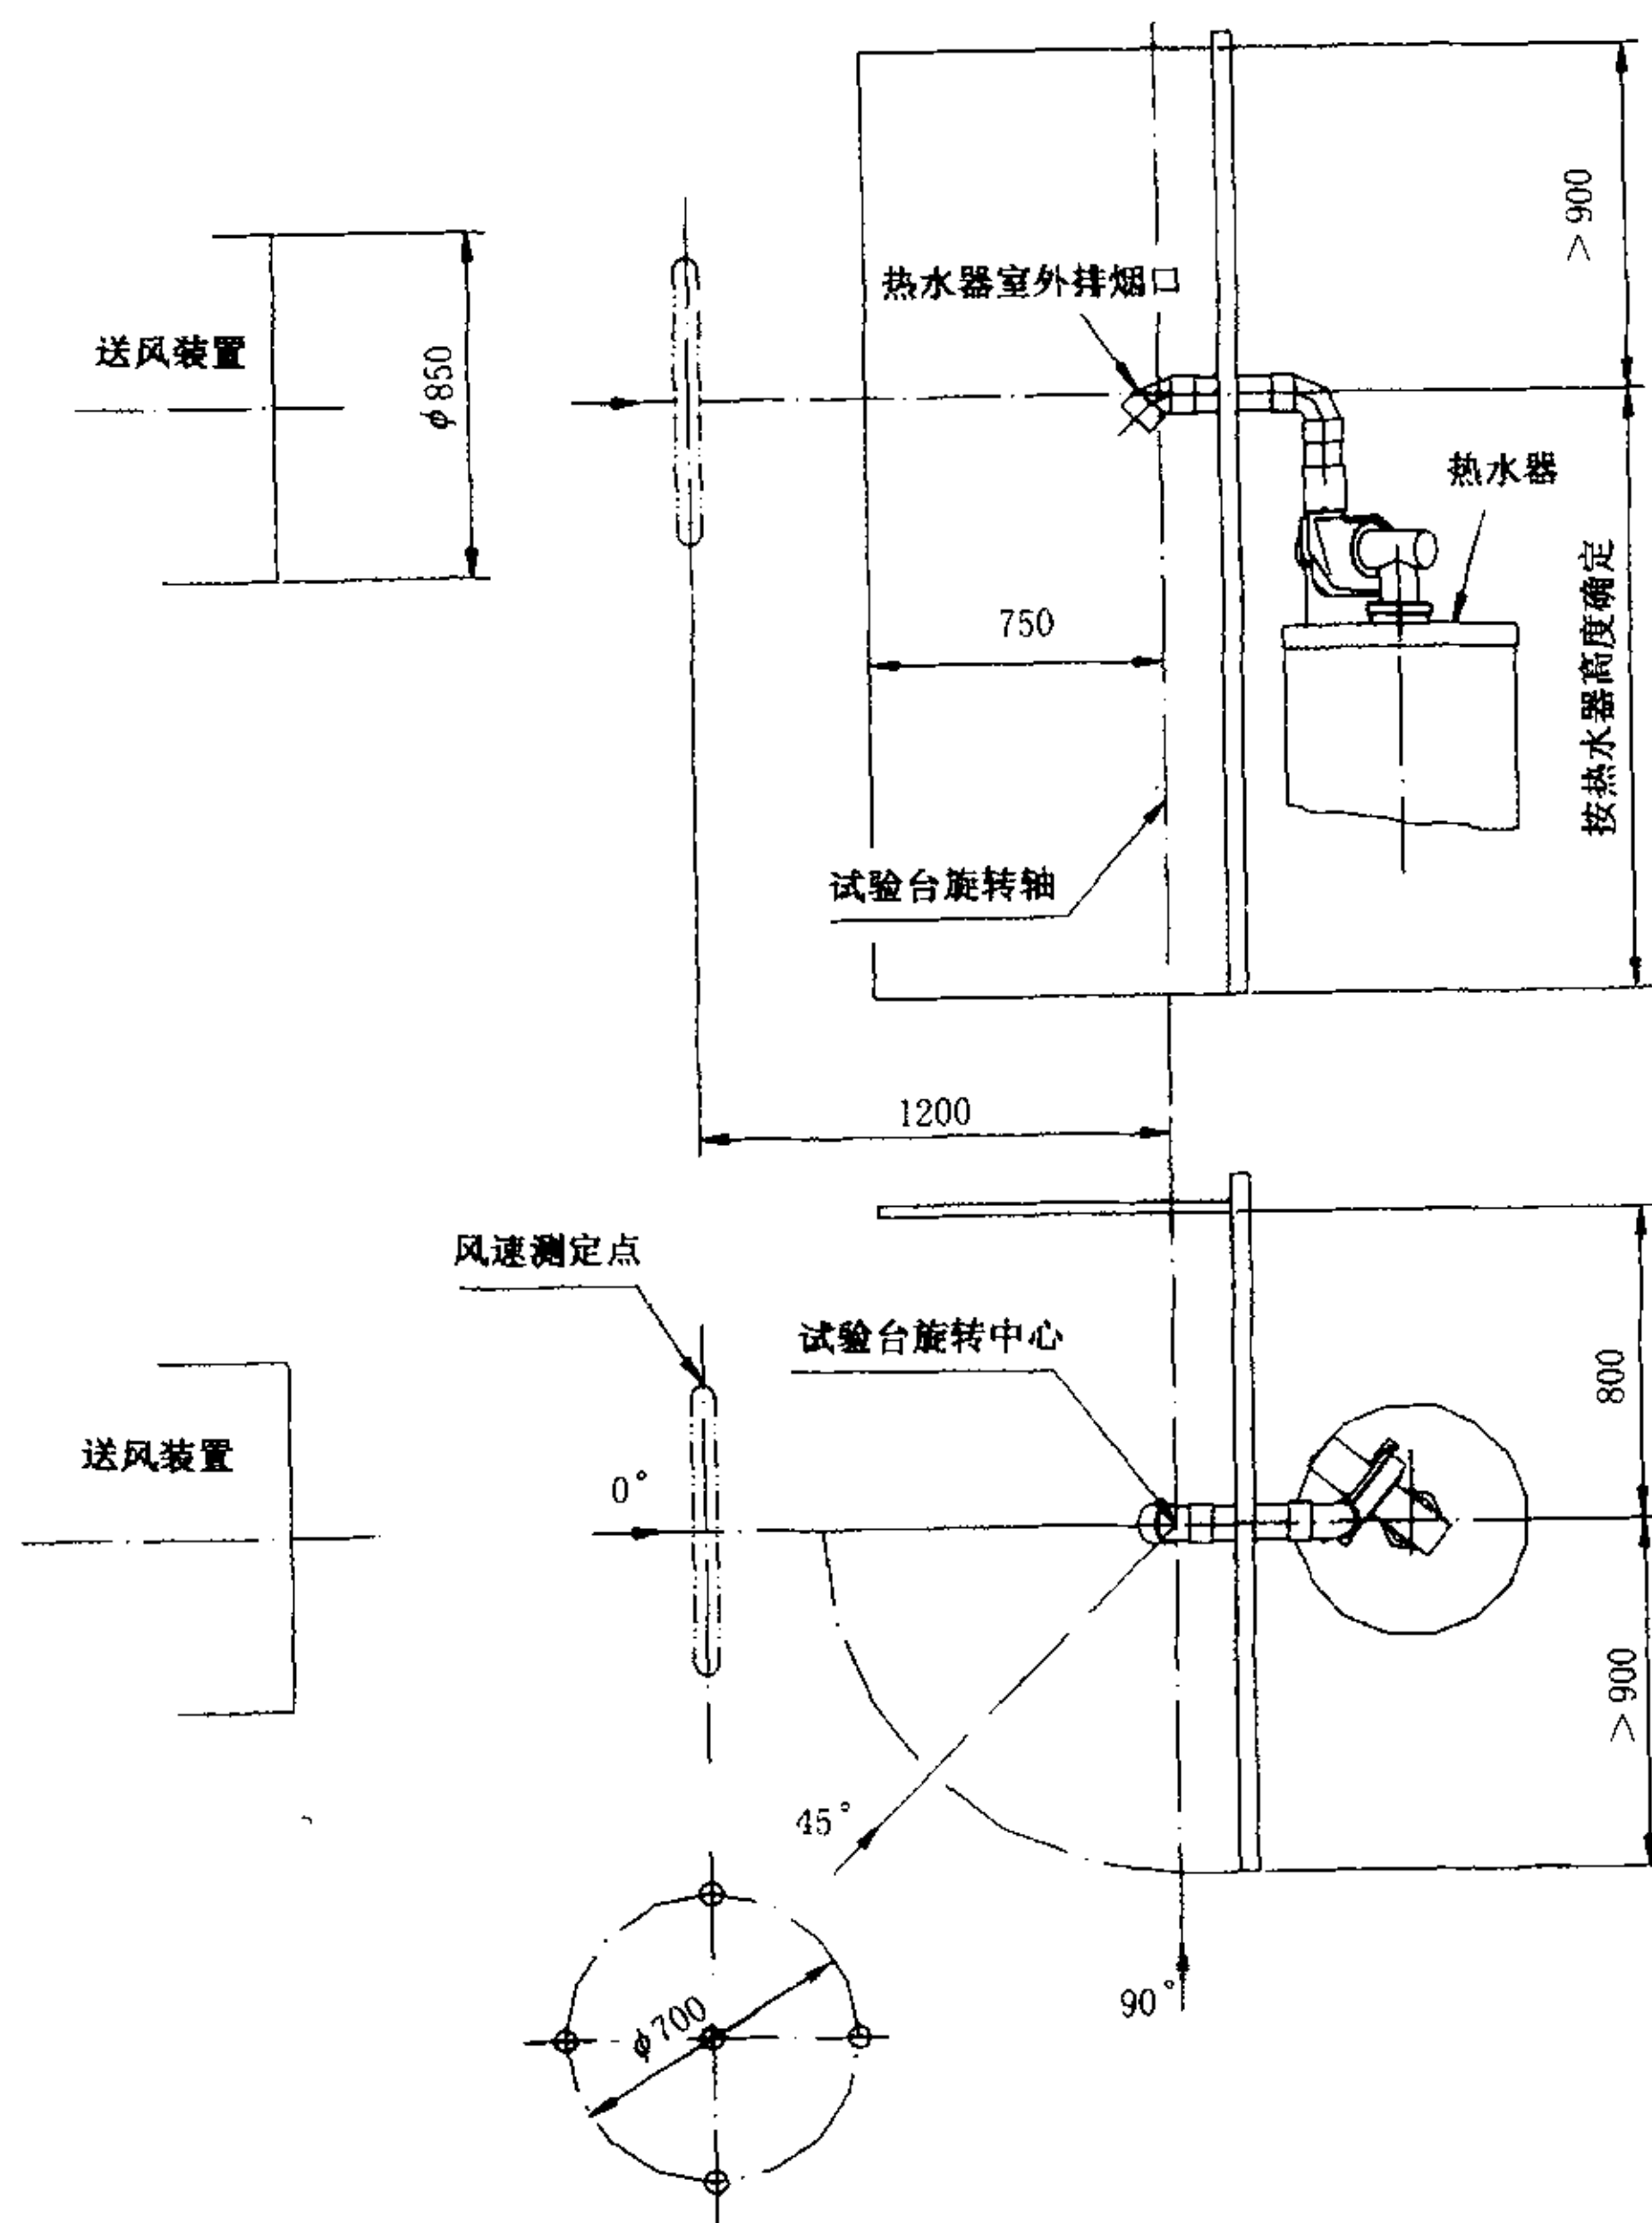 >900
热水器室外排烟口
送风装置
φ850
热水器
750
按热水器高度确定
试验台旋转轴
1200
风速测定点
试验台旋转中心
800
送风装置
0°
>900
45°
90°
φ700